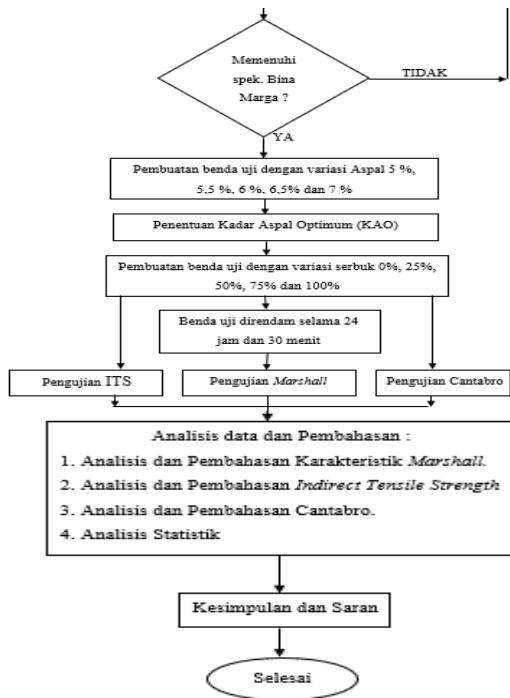 Memenuhi
spek. Bina
Marga ?
TIDAK
YA
Pembuatan benda uji dengan variasi Aspal 5 %,
5,5 %, 6 %, 6,5% dan 7 %
Penentuan Kadar Aspal Optimum (KAO)
Pembuatan benda uji dengan variasi serbuk 0%, 25%,
50%, 75% dan 100%
Benda uji direndam selama 24
jam dan 30 menit
Pengujian ITS
Pengujian Marshall
Pengujian Cantabro
Analisis data dan Pembahasan :
1. Analisis dan Pembahasan Karakteristik Marshall.
2. Analisis dan Pembahasan Indirect Tensile Strength
3. Analisis dan Pembahasan Cantabro.
4. Analisis Statistik
Kesimpulan dan Saran
Selesai